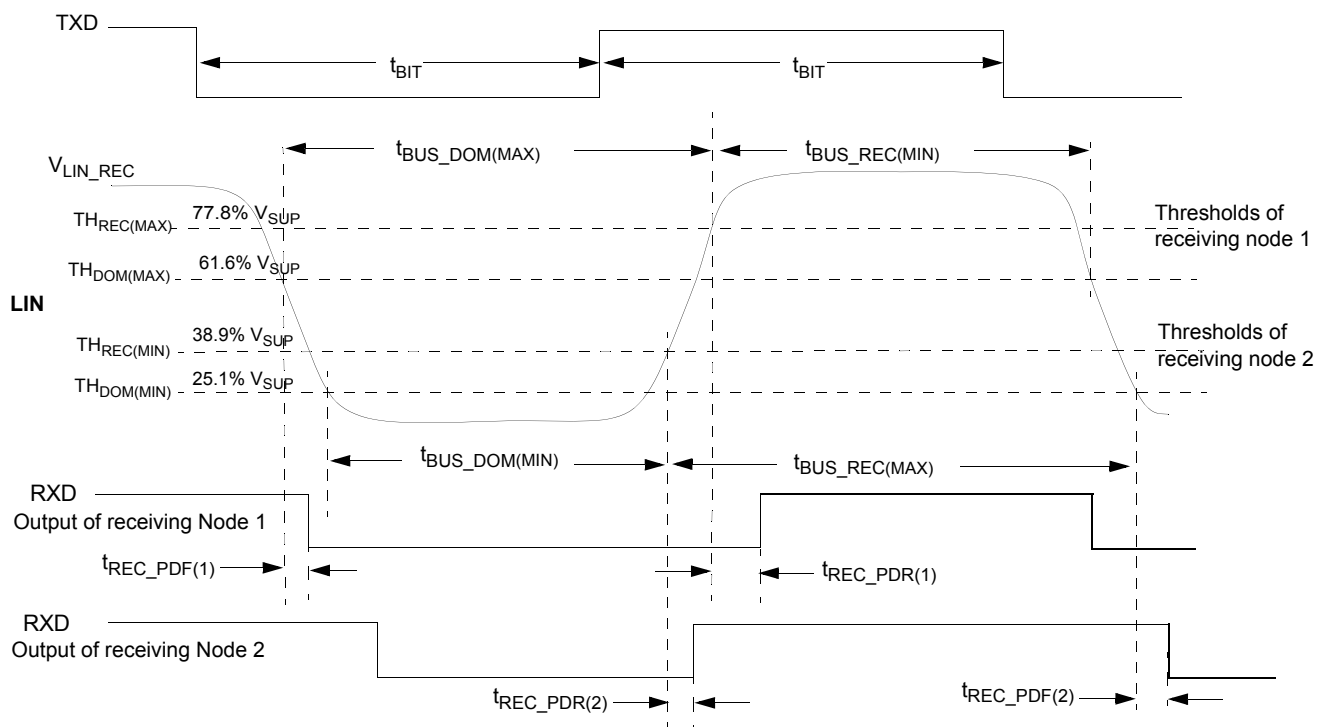 TXD
tBIT
tBIT
tBUS_DOM(MAX)
tBUS_REC(MIN)
VLIN_REC
THREC(MAX) 77.8% VSUP
Thresholds of
receiving node 1
THDOM(MAX) 61.6% VSUP
LIN
THREC(MIN) 38.9% VSUP
Thresholds of
receiving node 2
THDOM(MIN) 25.1% VSUP
tBUS_DOM(MIN)
tBUS_REC(MAX)
RXD
Output of receiving Node 1
tREC_PDF(1)
tREC_PDR(1)
RXD
Output of receiving Node 2
tREC_PDR(2)
tREC_PDF(2)